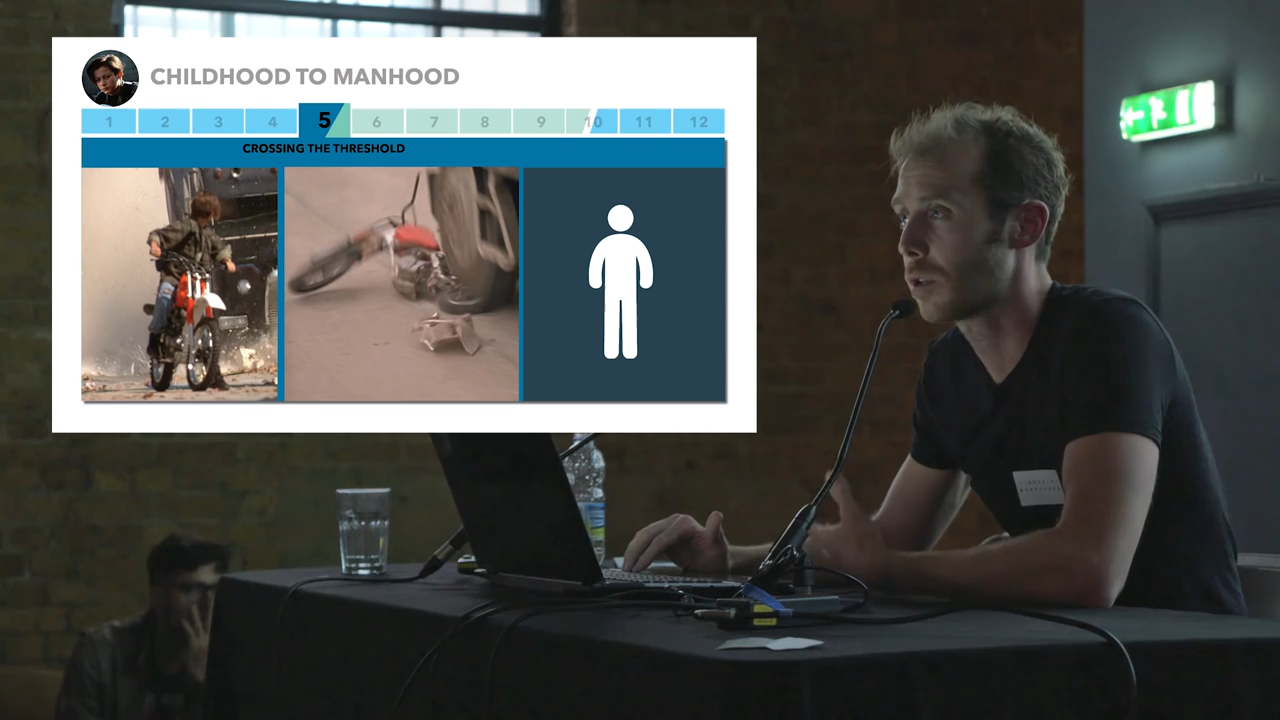 CHILDHOOD TO MANHOOD
1 2 3 4 5 6 7 8 9 10 11 12
CROSSING THE THRESHOLD